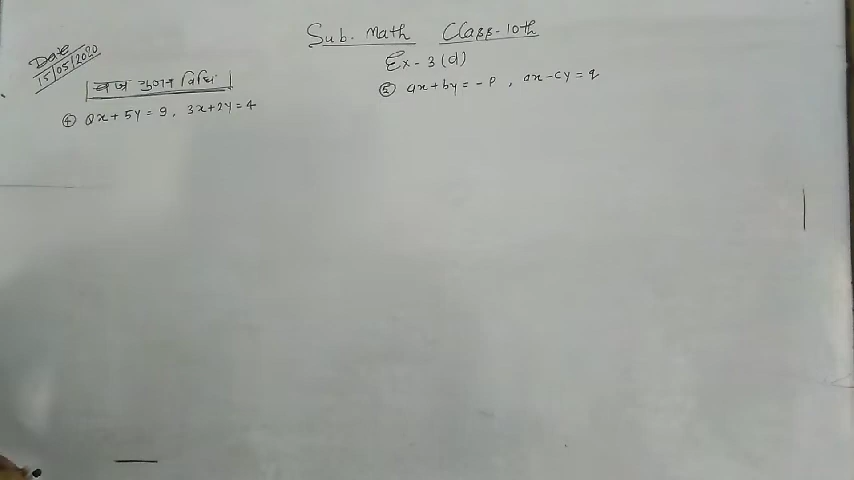 Sub. Math Class-10th
Ex-3(d)
Date
15/05/2020
बज्र गुणन विधि
④ 2x+5y=9, 3x+2y=4
⑤ ax+by=-p, ax-cy=q